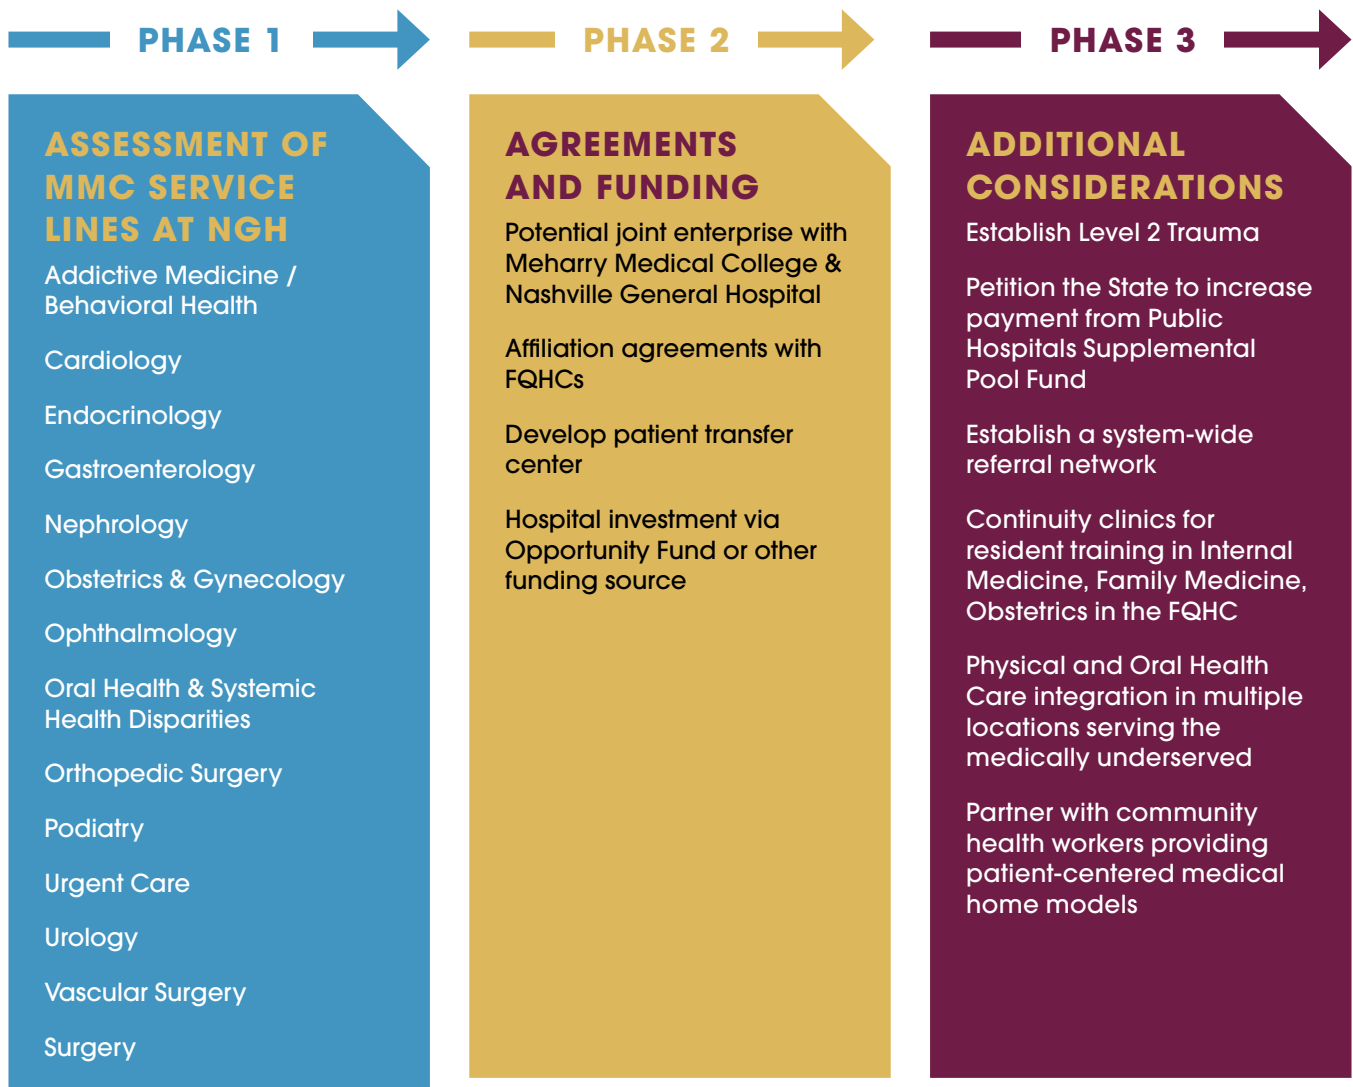 PHASE 1
ASSESSMENT OF
MMC SERVICE
LINES AT NGH
Addictive Medicine /
Behavioral Health
Cardiology
Endocrinology
Gastroenterology
Nephrology
Obstetrics & Gynecology
Ophthalmology
Oral Health & Systemic
Health Disparities
Orthopedic Surgery
Podiatry
Urgent Care
Urology
Vascular Surgery
Surgery
PHASE 2
AGREEMENTS
AND FUNDING
Potential joint enterprise with
Meharry Medical College &
Nashville General Hospital
Affiliation agreements with
FQHCs
Develop patient transfer
center
Hospital investment via
Opportunity Fund or other
funding source
PHASE 3
ADDITIONAL
CONSIDERATIONS
Establish Level 2 Trauma
Petition the State to increase
payment from Public
Hospitals Supplemental
Pool Fund
Establish a system-wide
referral network
Continuity clinics for
resident training in Internal
Medicine, Family Medicine,
Obstetrics in the FQHC
Physical and Oral Health
Care integration in multiple
locations serving the
medically underserved
Partner with community
health workers providing
patient-centered medical
home models